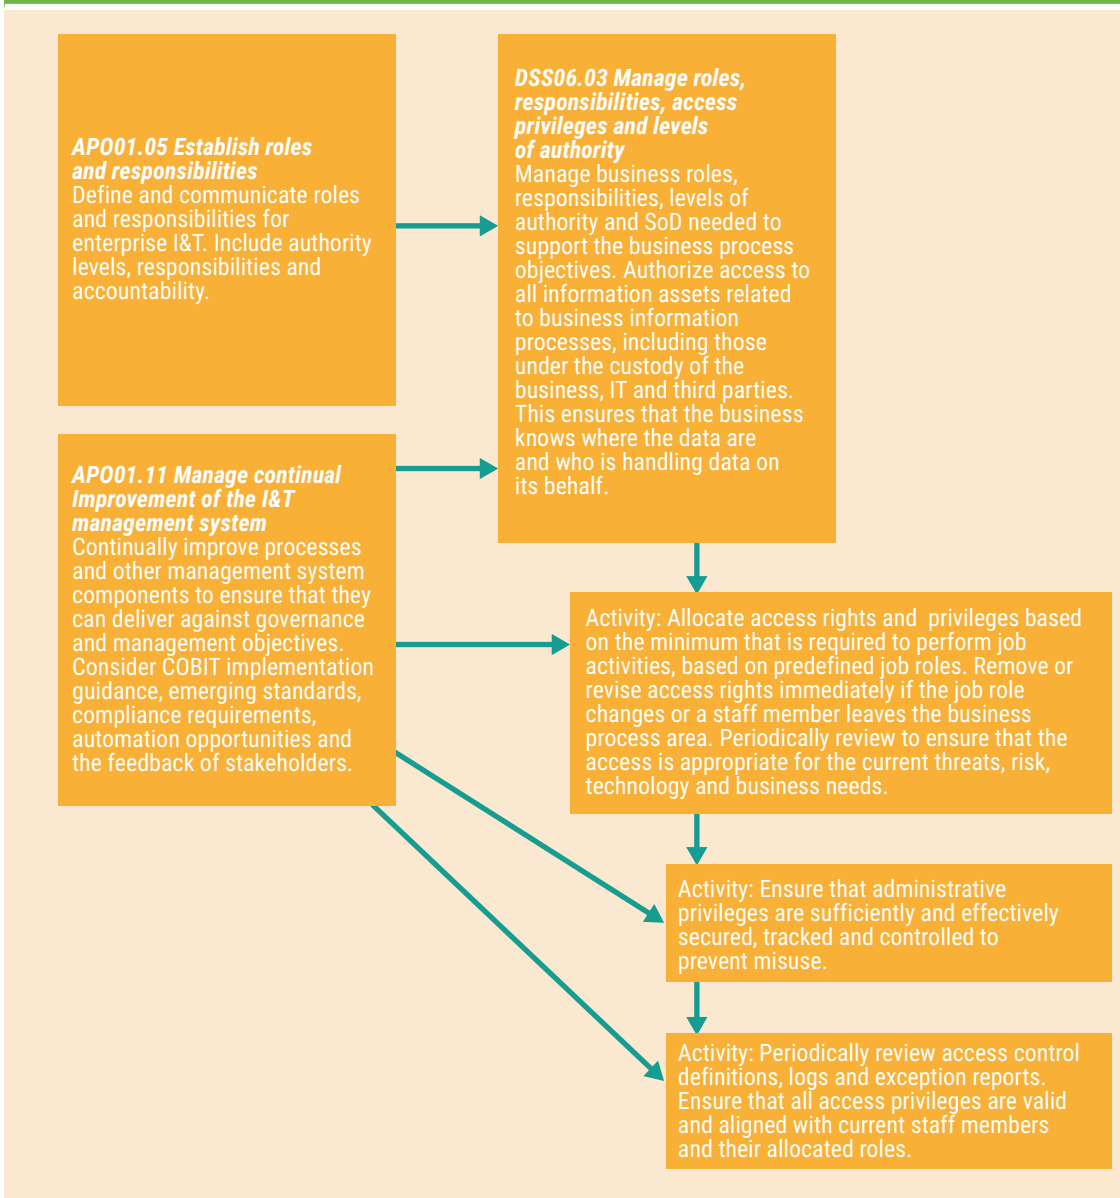 APO01.05 Establish roles
and responsibilities
Define and communicate roles
and responsibilities for
enterprise I&T. Include authority
levels, responsibilities and
accountability.
DSS06.03 Manage roles,
responsibilities, access
privileges and levels
of authority
Manage business roles,
responsibilities, levels of
authority and SoD needed to
support the business process
objectives. Authorize access to
all information assets related
to business information
processes, including those
under the custody of the
business, IT and third parties.
This ensures that the business
knows where the data are
and who is handling data on
its behalf.
APO01.11 Manage continual
Improvement of the I&T
management system
Continually improve processes
and other management system
components to ensure that they
can deliver against governance
and management objectives.
Consider COBIT implementation
guidance, emerging standards,
compliance requirements,
automation opportunities and
the feedback of stakeholders.
Activity: Allocate access rights and  privileges based
on the minimum that is required to perform job
activities, based on predefined job roles. Remove or
revise access rights immediately if the job role
changes or a staff member leaves the business
process area. Periodically review to ensure that the
access is appropriate for the current threats, risk,
technology and business needs.
Activity: Ensure that administrative
privileges are sufficiently and effectively
secured, tracked and controlled to
prevent misuse.
Activity: Periodically review access control
definitions, logs and exception reports.
Ensure that all access privileges are valid
and aligned with current staff members
and their allocated roles.